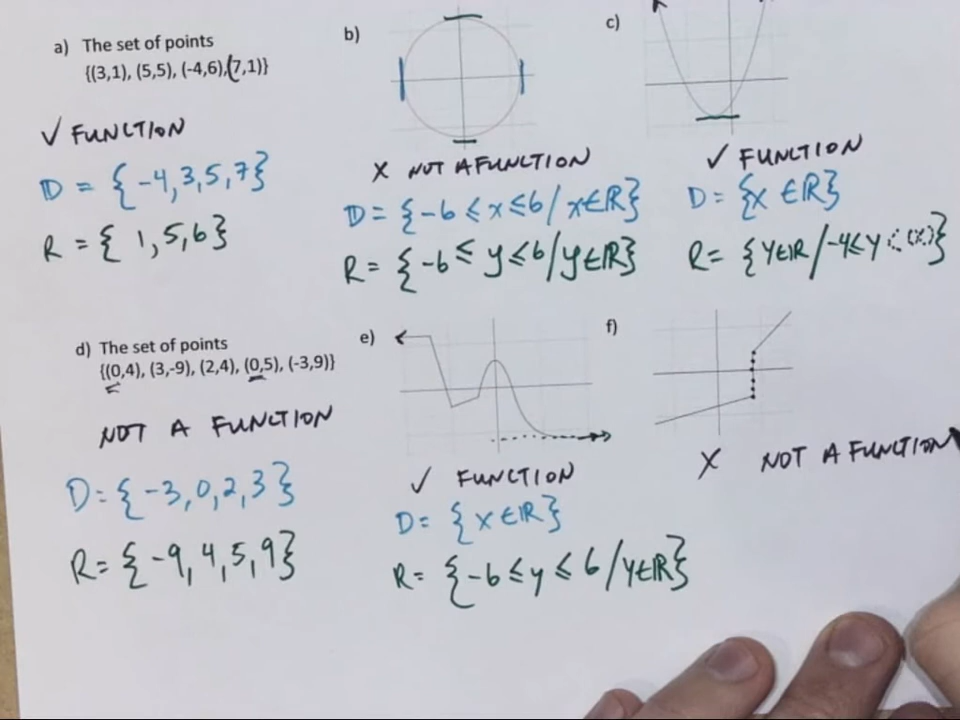 a) The set of points
{(3,1), (5,5), (-4,6),(7,1)}
✓ FUNCTION
D = {-4,3,5,7}
R = { 1,5,6}
b)
X NOT A FUNCTION
D = {-6 ≤ x ≤ 6 / x∈ℝ}
R = {-6 ≤ y ≤ 6 / y∈ℝ}
c)
✓ FUNCTION
D = {x ∈ℝ}
R = {Y∈ℝ / -4 ≤ y < ∞}
d) The set of points
{(0,4), (3,-9), (2,4), (0,5), (-3,9)}
NOT A FUNCTION
D = {-3,0,2,3}
R = {-9,4,5,9}
e)
✓ FUNCTION
D = {x∈ℝ}
R = {-6 ≤ y ≤ 6 / Y∈ℝ}
f)
X NOT A FUNCTION